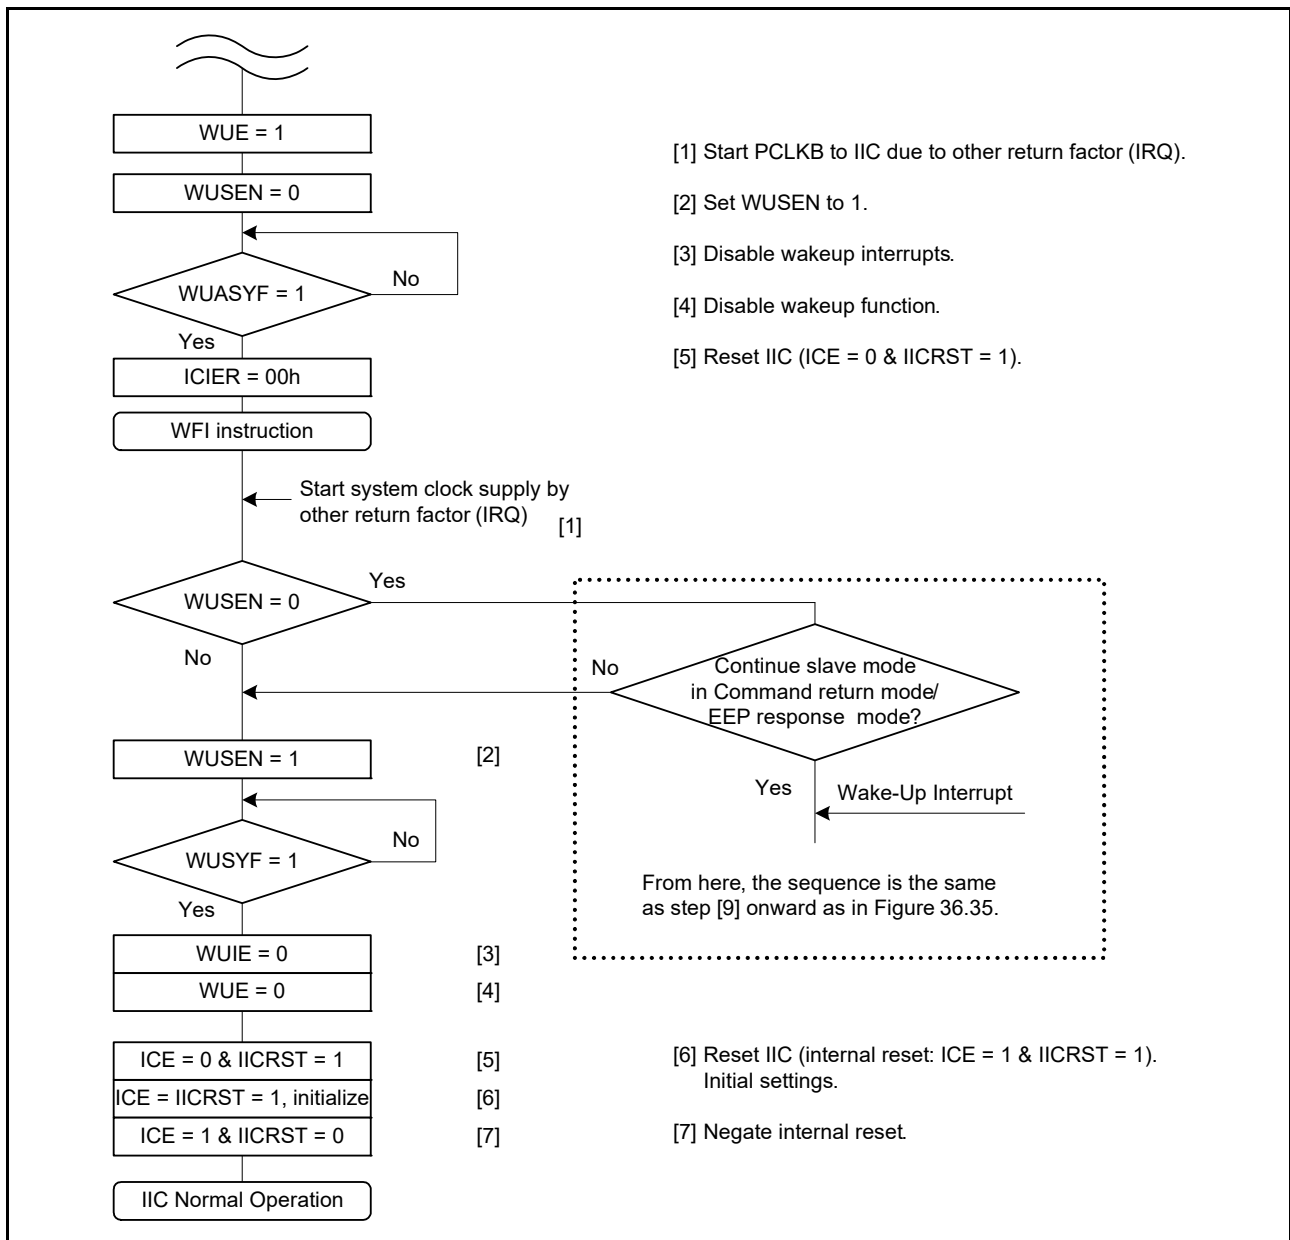 WUE = 1
WUSEN = 0
WUASYF = 1
No
Yes
ICIER = 00h
WFI instruction
[1] Start PCLKB to IIC due to other return factor (IRQ).
[2] Set WUSEN to 1.
[3] Disable wakeup interrupts.
[4] Disable wakeup function.
[5] Reset IIC (ICE = 0 & IICRST = 1).
Start system clock supply by
other return factor (IRQ)
[1]
WUSEN = 0
Yes
No
Continue slave mode
in Command return mode/
EEP response mode?
No
Yes
Wake-Up Interrupt
From here, the sequence is the same
as step [9] onward as in Figure 36.35.
WUSEN = 1
[2]
WUSYF = 1
No
Yes
WUIE = 0
[3]
WUE = 0
[4]
ICE = 0 & IICRST = 1
[5]
ICE = IICRST = 1, initialize
[6]
ICE = 1 & IICRST = 0
[7]
IIC Normal Operation
[6] Reset IIC (internal reset: ICE = 1 & IICRST = 1).
Initial settings.
[7] Negate internal reset.